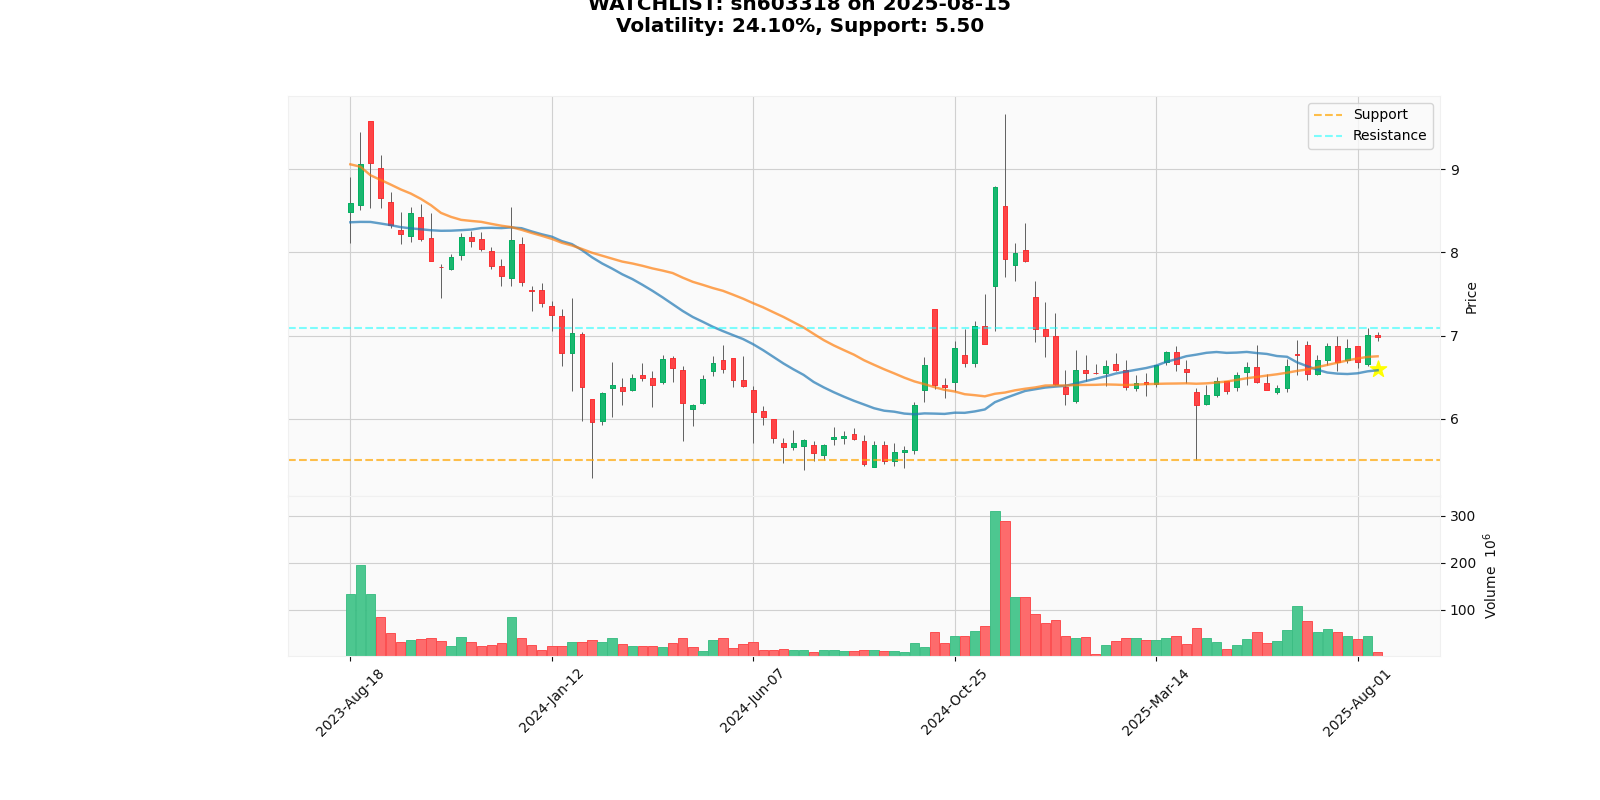 WATCHLIST: sh603318 on 2025-08-15
Volatility: 24.10%, Support: 5.50
Support
Resistance
9
8
7
6
Price
300
200
100
Volume 10^6
2023-Aug-18
2024-Jan-12
2024-Jun-07
2024-Oct-25
2025-Mar-14
2025-Aug-01